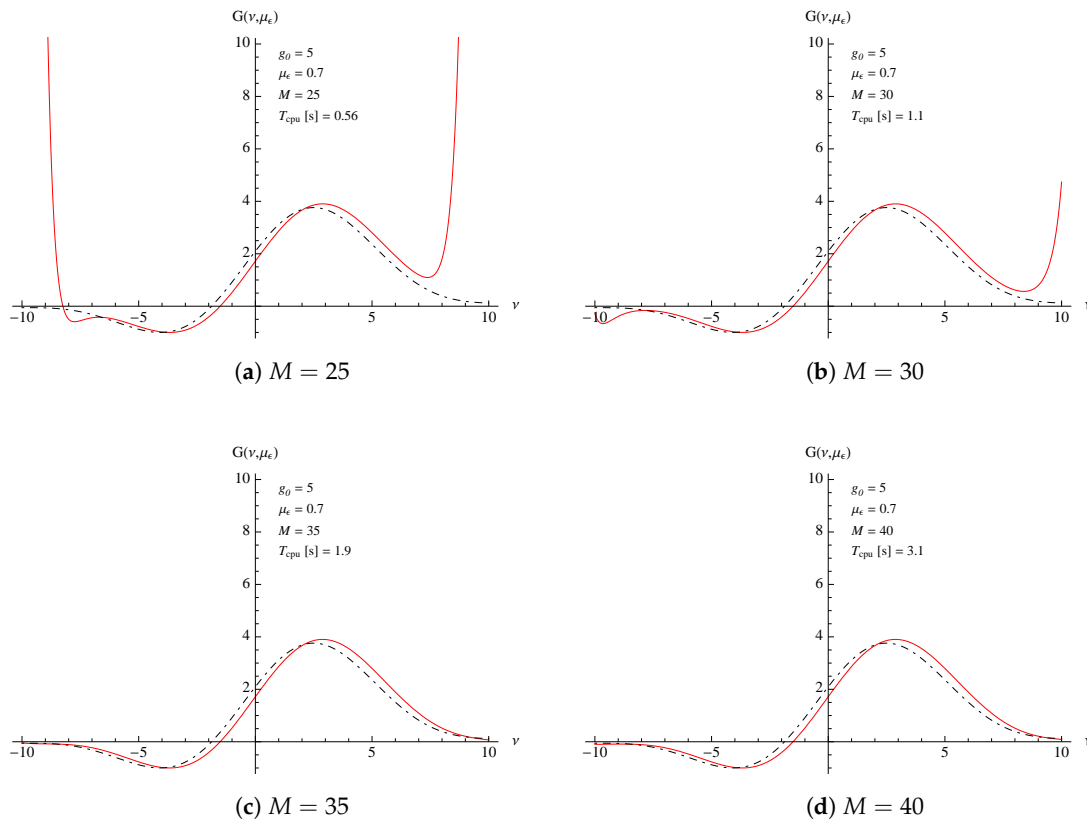 G(ν,μϵ)
10
g0 = 5
μϵ = 0.7
M = 25
Tcpu [s] = 0.56
8
6
4
2
−10 −5 5 10 ν
(a) M = 25
G(ν,μϵ)
10
g0 = 5
μϵ = 0.7
M = 30
Tcpu [s] = 1.1
8
6
4
2
−10 −5 5 10
(b) M = 30
G(ν,μϵ)
10
g0 = 5
μϵ = 0.7
M = 35
Tcpu [s] = 1.9
8
6
4
2
−10 −5 5 10 ν
(c) M = 35
G(ν,μϵ)
10
g0 = 5
μϵ = 0.7
M = 40
Tcpu [s] = 3.1
8
6
4
2
−10 −5 5 10
(d) M = 40